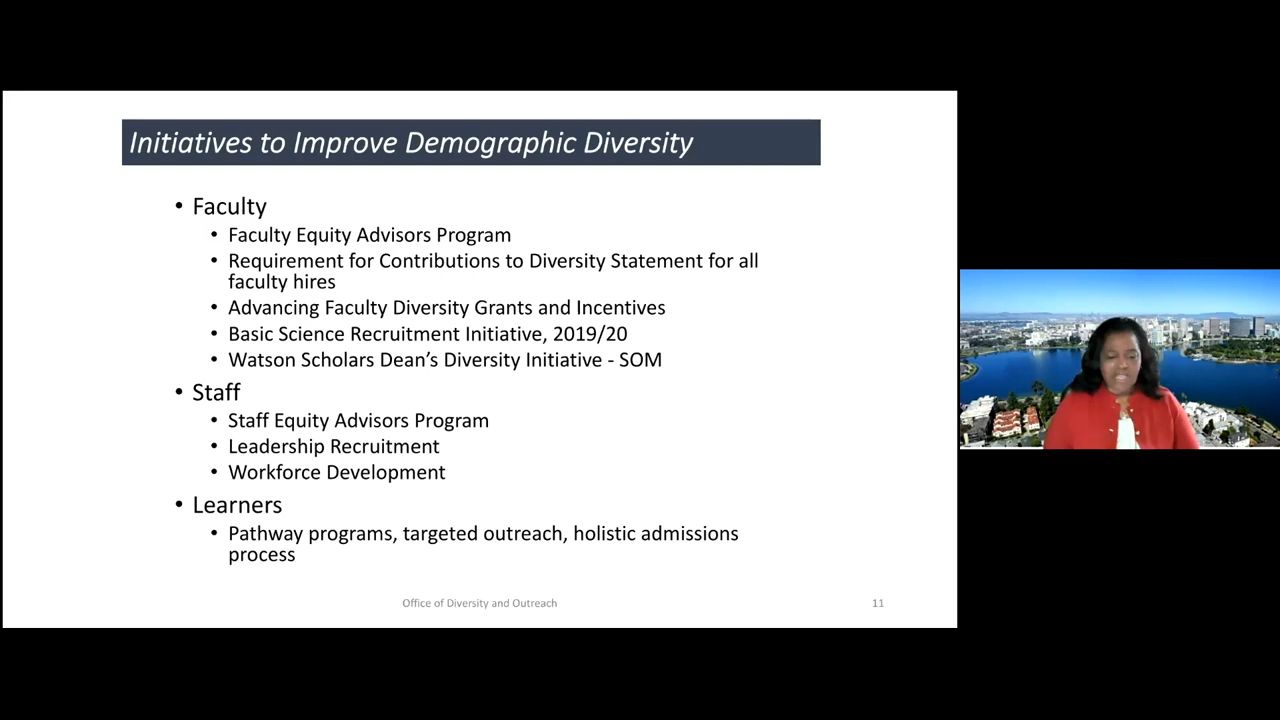 Initiatives to Improve Demographic Diversity
• Faculty
• Faculty Equity Advisors Program
• Requirement for Contributions to Diversity Statement for all
faculty hires
• Advancing Faculty Diversity Grants and Incentives
• Basic Science Recruitment Initiative, 2019/20
• Watson Scholars Dean’s Diversity Initiative - SOM
• Staff
• Staff Equity Advisors Program
• Leadership Recruitment
• Workforce Development
• Learners
• Pathway programs, targeted outreach, holistic admissions
process
Office of Diversity and Outreach
11